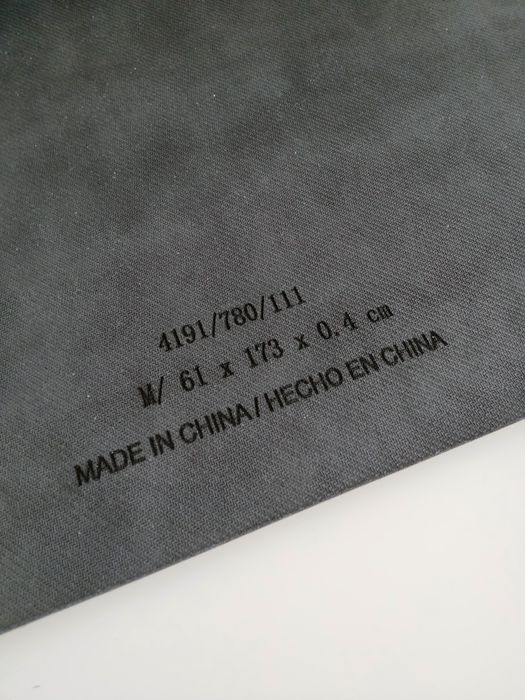 4191/780/111
M/ 61 x 173 x 0.4 cm
MADE IN CHINA/HECHO EN CHINA